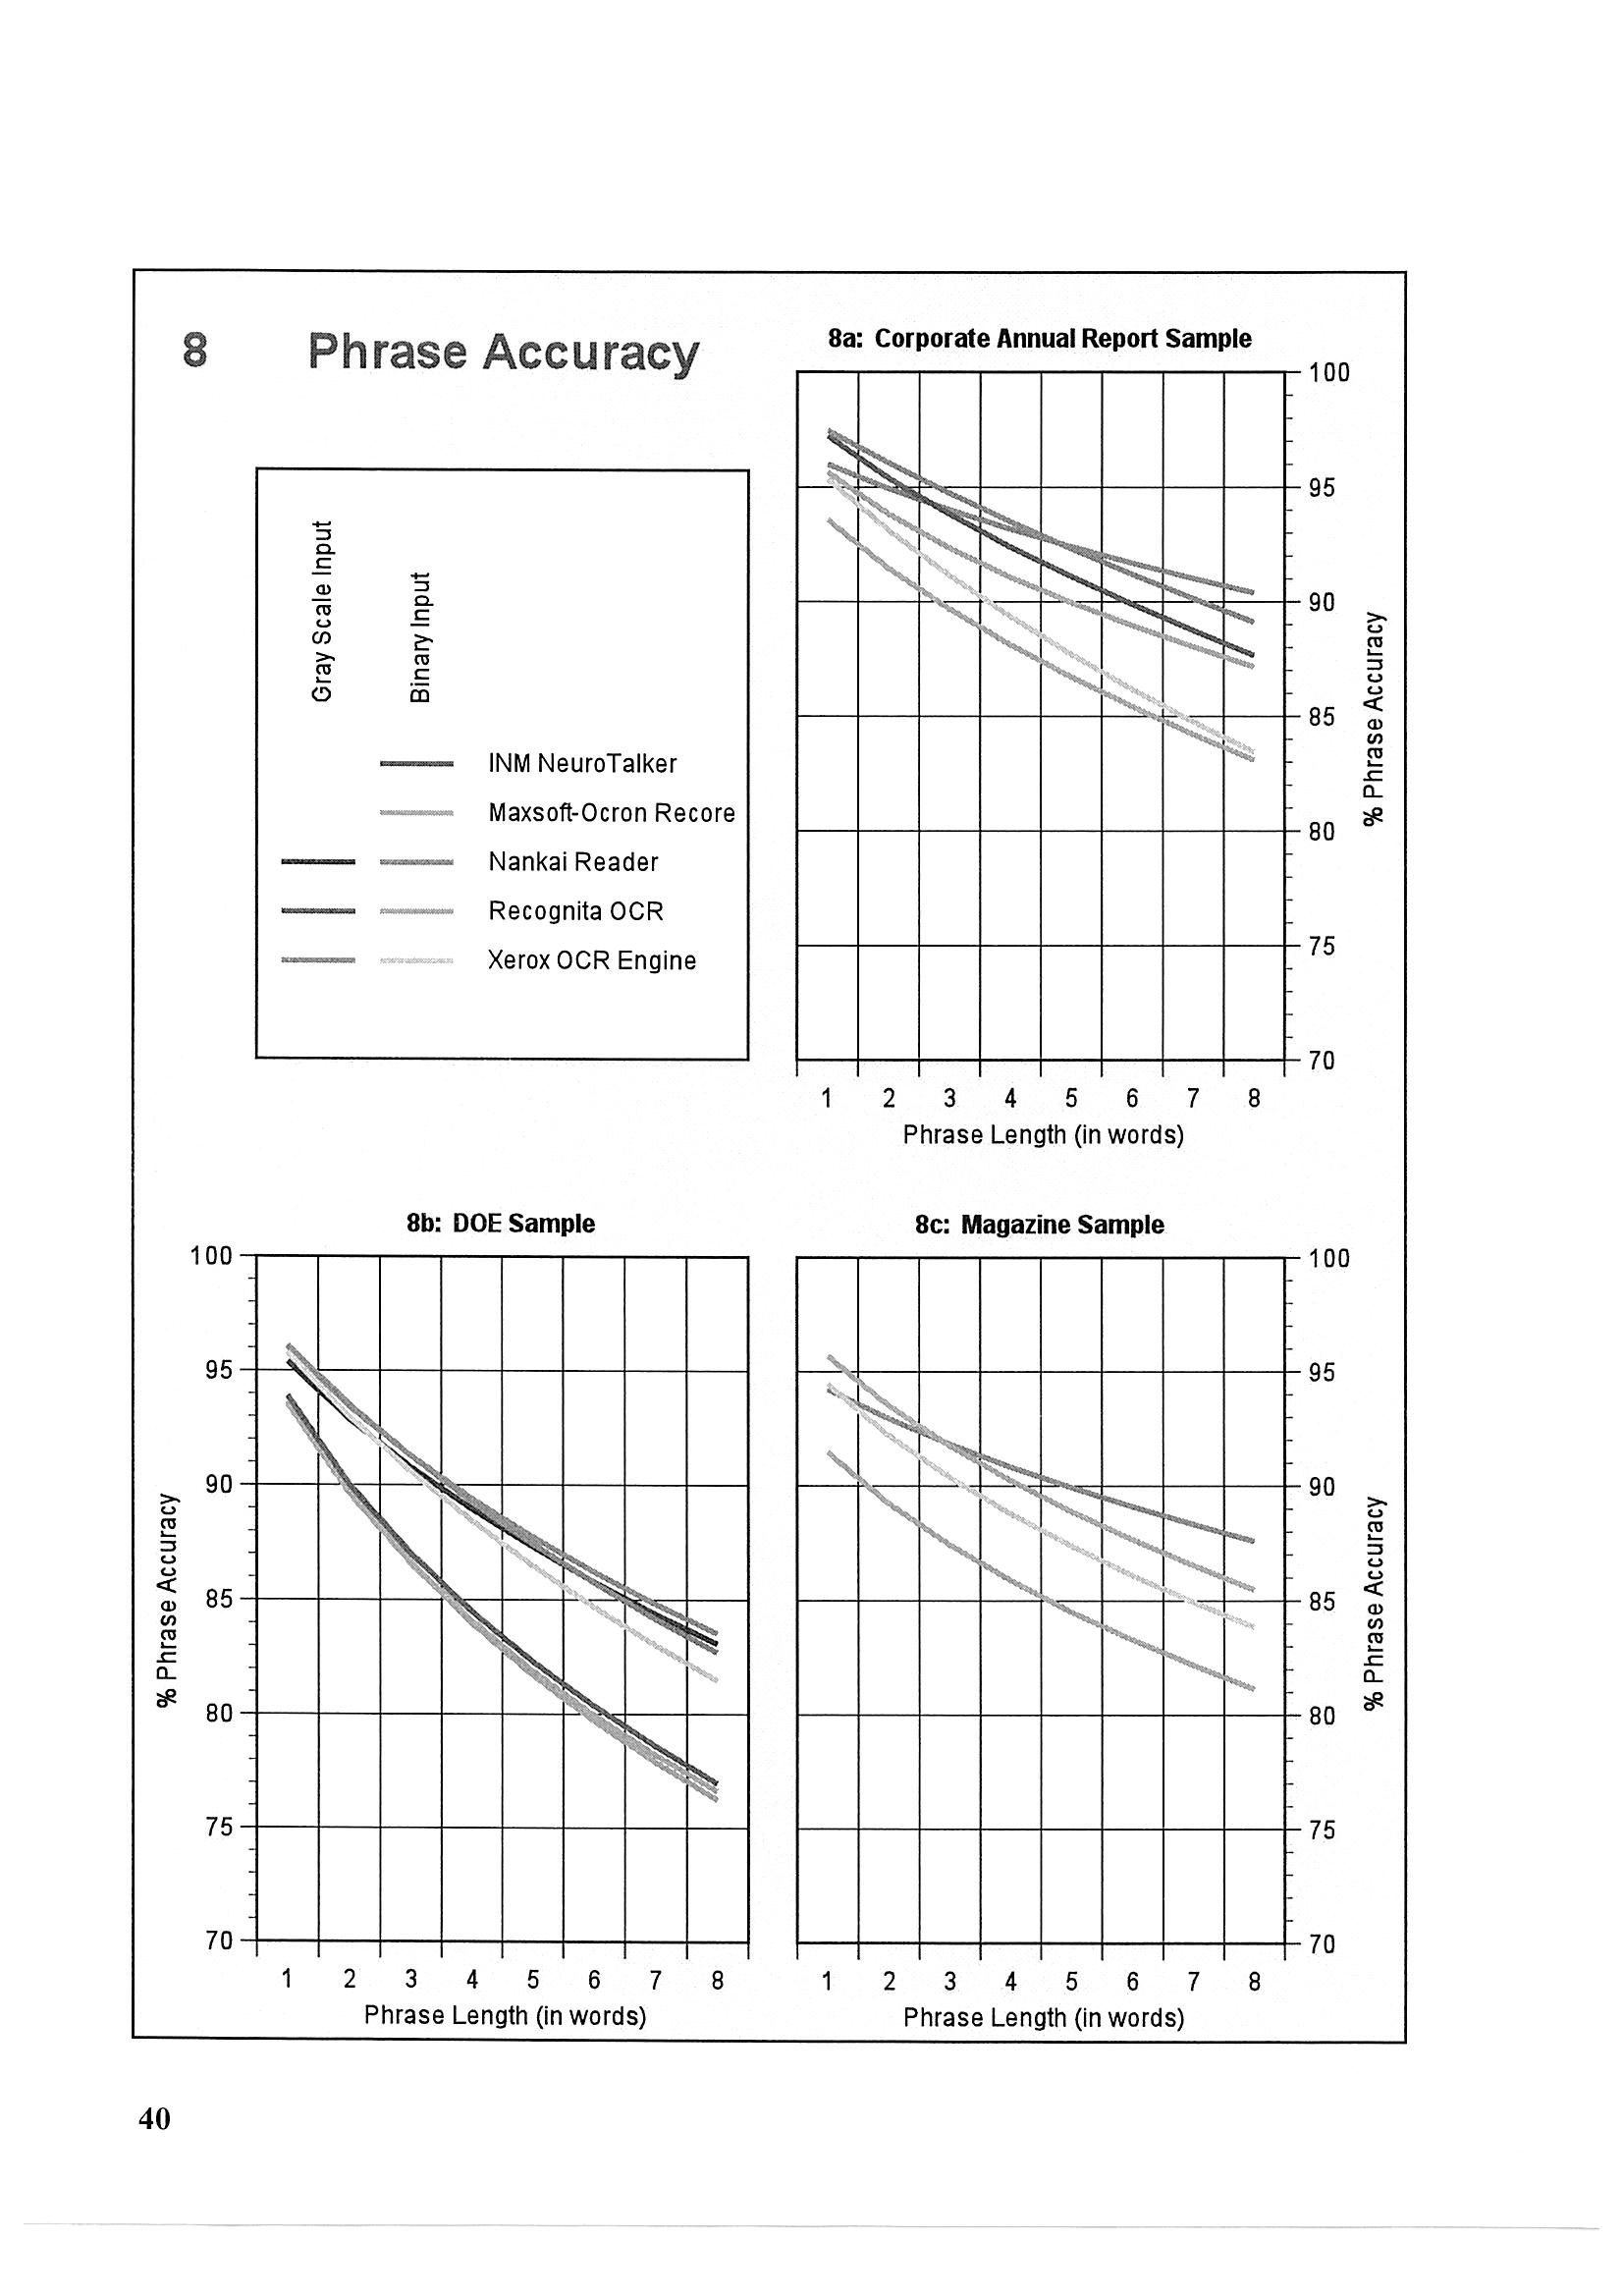 8 Phrase Accuracy
Gray Scale Input
Binary Input
INM NeuroTalker
Maxsoft-Ocron Recore
Nankai Reader
Recognita OCR
Xerox OCR Engine
8a: Corporate Annual Report Sample
100
95
90
85
80
75
70
% Phrase Accuracy
1 2 3 4 5 6 7 8
Phrase Length (in words)
8b: DOE Sample
100
95
90
85
80
75
70
% Phrase Accuracy
1 2 3 4 5 6 7 8
Phrase Length (in words)
8c: Magazine Sample
100
95
90
85
80
75
70
% Phrase Accuracy
1 2 3 4 5 6 7 8
Phrase Length (in words)
40